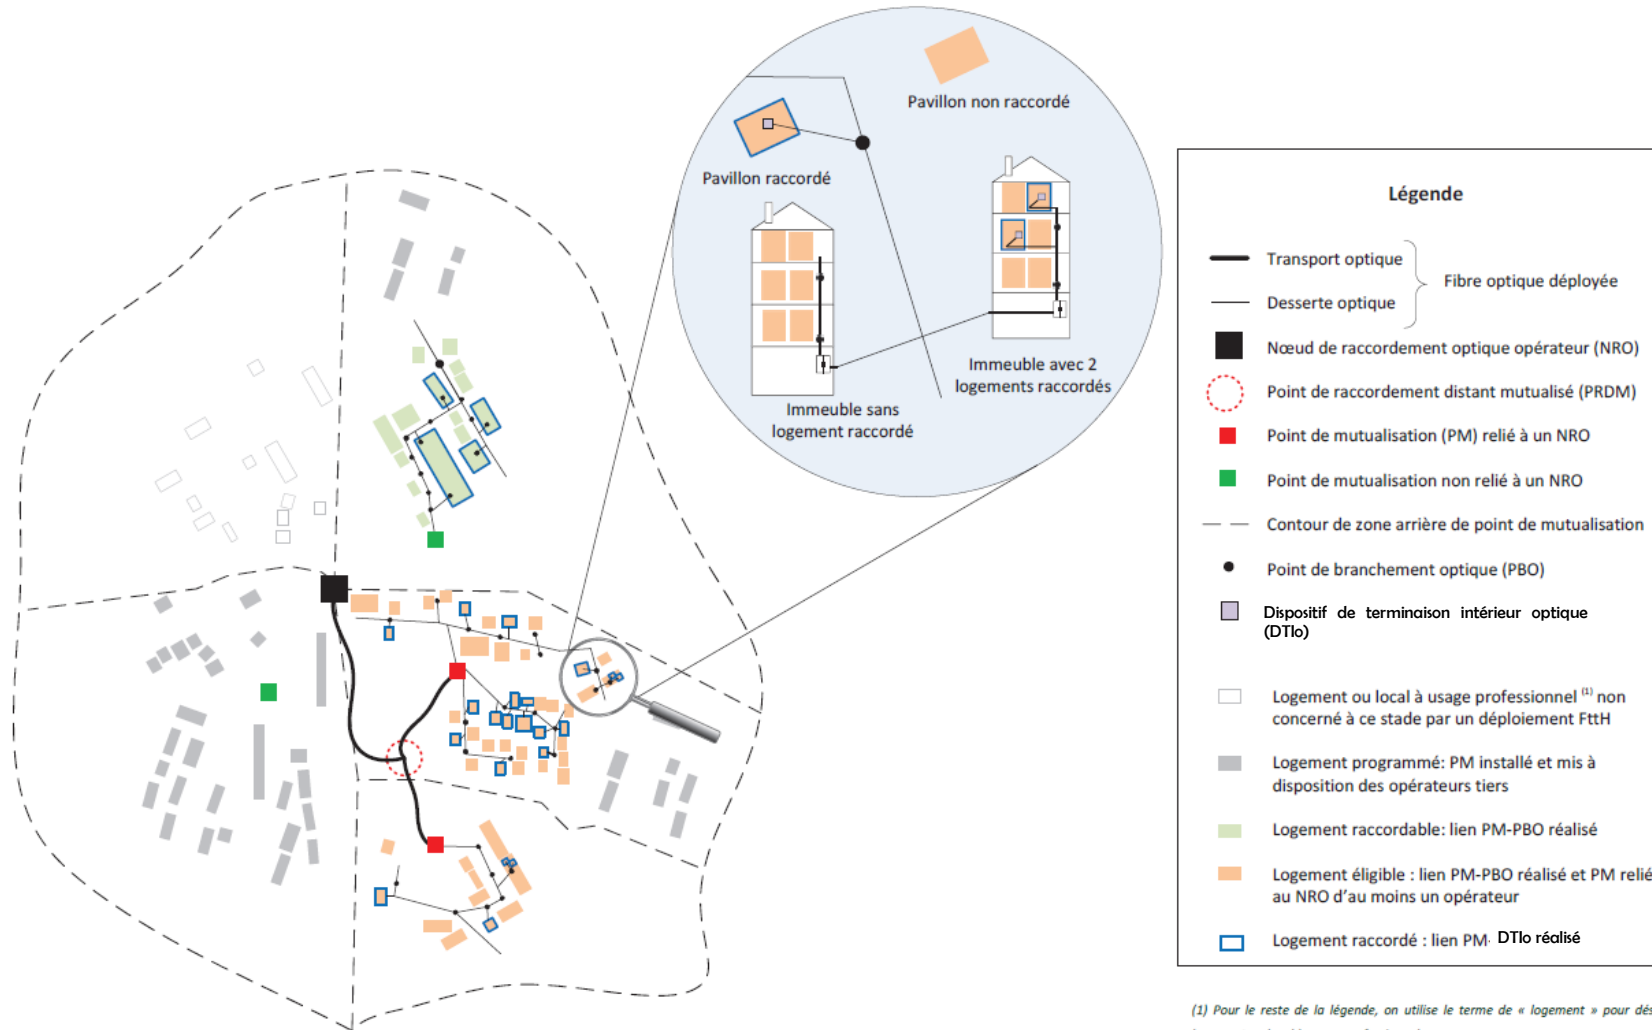 Pavillon non raccordé
Pavillon raccordé
Immeuble avec 2
logements raccordés
Immeuble sans
logement raccordé
Légende
Transport optique
Desserte optique
Fibre optique déployée
Nœud de raccordement optique opérateur (NRO)
Point de raccordement distant mutualisé (PRDM)
Point de mutualisation (PM) relié à un NRO
Point de mutualisation non relié à un NRO
Contour de zone arrière de point de mutualisation
Point de branchement optique (PBO)
Dispositif de terminaison intérieur optique
(DTIo)
Logement ou local à usage professionnel (1) non
concerné à ce stade par un déploiement FttH
Logement programmé: PM installé et mis à
disposition des opérateurs tiers
Logement raccordable: lien PM-PBO réalisé
Logement éligible : lien PM-PBO réalisé et PM relié
au NRO d'au moins un opérateur
Logement raccordé : lien PM- DTIo réalisé
(1) Pour le reste de la légende, on utilise le terme de « logement » pour dés